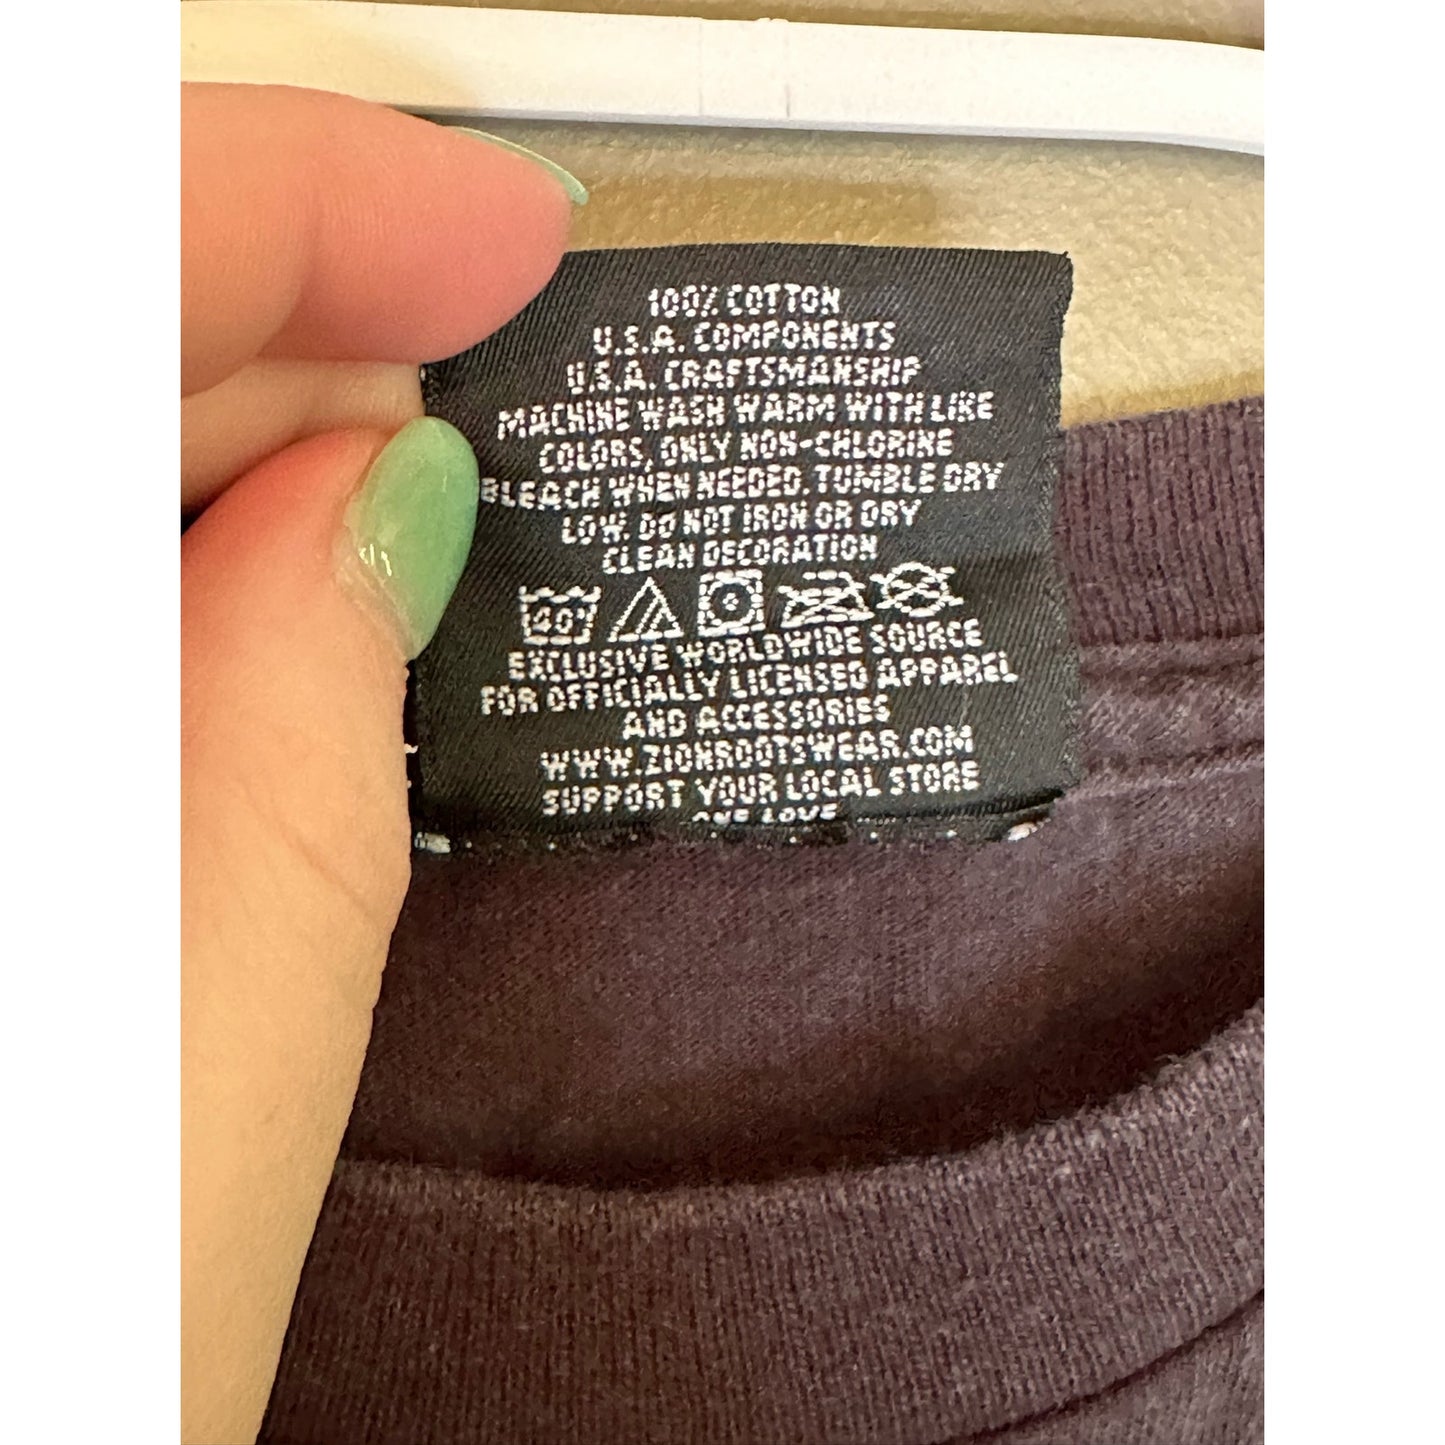 100% COTTON
U.S.A. COMPONENTS
U.S.A. CRAFTSMANSHIP
MACHINE WASH WARM WITH LIKE
COLORS, ONLY NON-CHLORINE
BLEACH WHEN NEEDED. TUMBLE DRY
LOW. DO NOT IRON OR DRY
CLEAN DECORATION
40°
EXCLUSIVE WORLDWIDE SOURCE
FOR OFFICIALLY LICENSED APPAREL
AND ACCESSORIES
WWW.ZIONROOTSWEAR.COM
SUPPORT YOUR LOCAL STORE
ONE LOVE